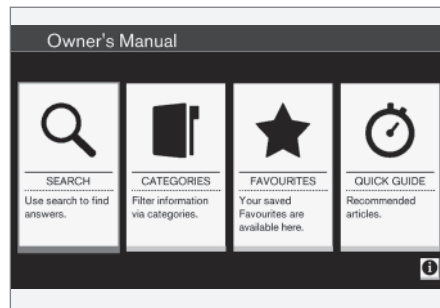 Owner's Manual
SEARCH
Use search to find
answers.
CATEGORIES
Filter information
via categories.
FAVOURITES
Your saved
Favourites are
available here.
QUICK GUIDE
Recommended
articles.